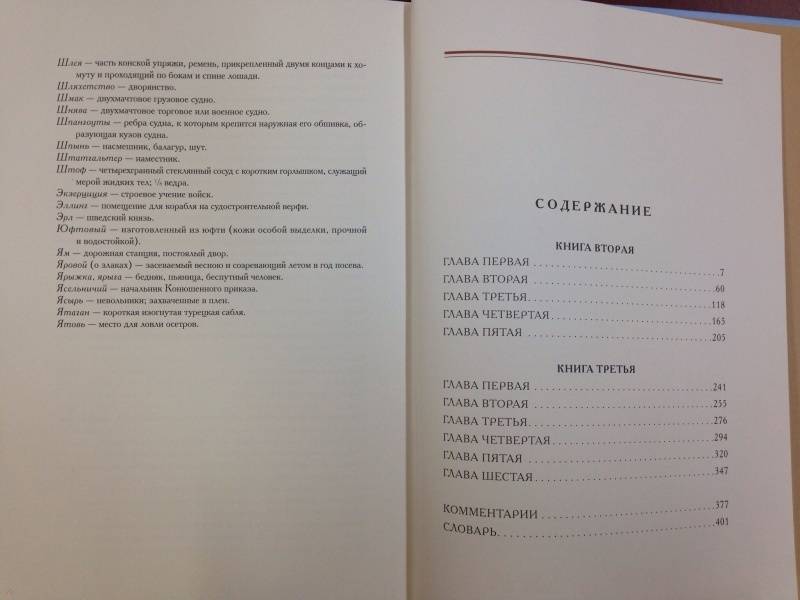 Шлея — часть конской упряжи, ремень, прикрепленный двумя концами к хо-
муту и проходящий по бокам и спине лошади.
Шляхетство — дворянство.
Шмак — двухмачтовое грузовое судно.
Шнява — двухмачтовое торговое или военное судно.
Шпангоуты — ребра судна, к которым крепится наружная его обшивка, об-
разующая кузов судна.
Шпынь — насмешник, балагур, шут.
Штатгальтер — наместник.
Штоф — четырехгранный стеклянный сосуд с коротким горлышком, служащий
мерой жидких тел; 1/8 ведра.
Экзерциция — строевое учение войск.
Эллинг — помещение для корабля на судостроительной верфи.
Эрл — шведский князь.
Юфтовый — изготовленный из юфти (кожи особой выделки, прочной
и водостойкой).
Ям — дорожная станция, постоялый двор.
Яровой (о злаках) — засеваемый весною и созревающий летом в год посева.
Ярыжка, ярыга — бедняк, пьяница, беспутный человек.
Ясельничий — начальник Конюшенного приказа.
Ясырь — невольники; захваченные в плен.
Ятаган — короткая изогнутая турецкая сабля.
Ятовь — место для ловли осетров.
СОДЕРЖАНИЕ
КНИГА ВТОРАЯ
ГЛАВА ПЕРВАЯ . . . 7
ГЛАВА ВТОРАЯ . . . 60
ГЛАВА ТРЕТЬЯ . . . 118
ГЛАВА ЧЕТВЕРТАЯ . . . 165
ГЛАВА ПЯТАЯ . . . 205
КНИГА ТРЕТЬЯ
ГЛАВА ПЕРВАЯ . . . 241
ГЛАВА ВТОРАЯ . . . 255
ГЛАВА ТРЕТЬЯ . . . 276
ГЛАВА ЧЕТВЕРТАЯ . . . 294
ГЛАВА ПЯТАЯ . . . 320
ГЛАВА ШЕСТАЯ . . . 347
КОММЕНТАРИИ . . . 377
СЛОВАРЬ . . . 401